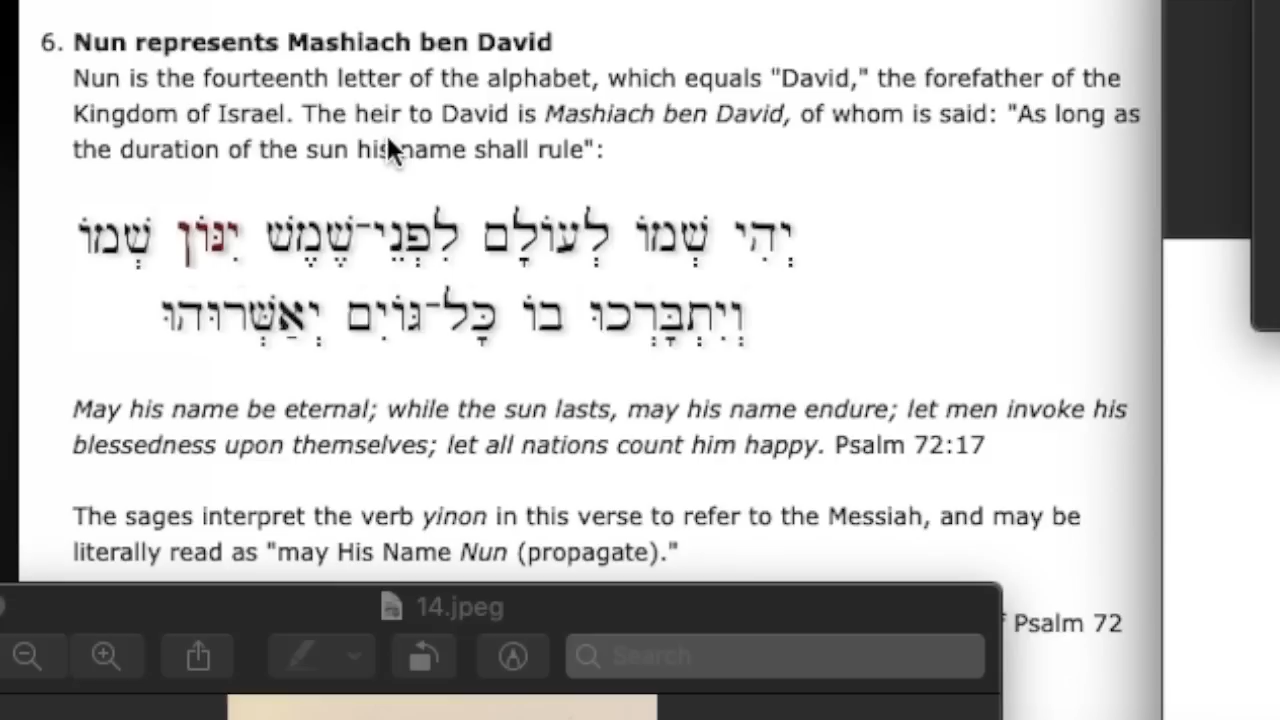 6. Nun represents Mashiach ben David
Nun is the fourteenth letter of the alphabet, which equals "David," the forefather of the
Kingdom of Israel. The heir to David is Mashiach ben David, of whom is said: "As long as
the duration of the sun his name shall rule":
יְהִי שְׁמוֹ לְעוֹלָם לִפְנֵי־שֶׁמֶשׁ יִנּוֹן שְׁמוֹ
וְיִתְבָּרְכוּ בוֹ כָּל־גּוֹיִם יְאַשְּׁרוּהוּ
May his name be eternal; while the sun lasts, may his name endure; let men invoke his
blessedness upon themselves; let all nations count him happy. Psalm 72:17
The sages interpret the verb yinon in this verse to refer to the Messiah, and may be
literally read as "may His Name Nun (propagate)."
14.jpeg
Psalm 72
Search